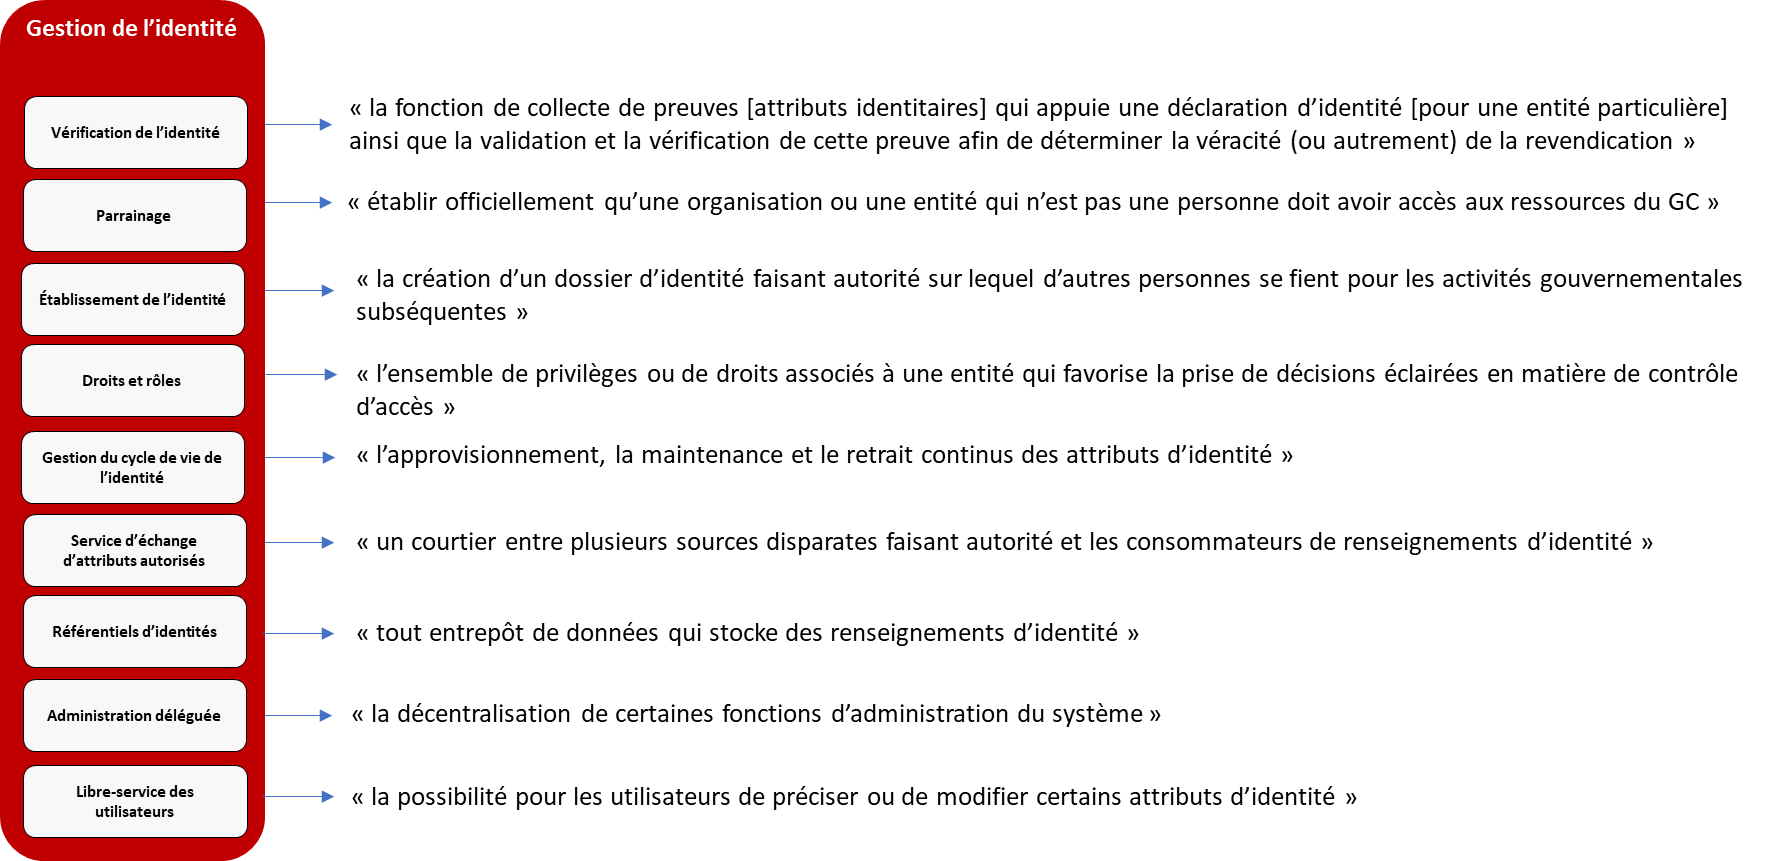 Gestion de l’identité
Vérification de l’identité
« la fonction de collecte de preuves [attributs identitaires] qui appuie une déclaration d’identité [pour une entité particulière]
ainsi que la validation et la vérification de cette preuve afin de déterminer la véracité (ou autrement) de la revendication »
Parrainage
« établir officiellement qu’une organisation ou une entité qui n’est pas une personne doit avoir accès aux ressources du GC »
Établissement de l’identité
« la création d’un dossier d’identité faisant autorité sur lequel d’autres personnes se fient pour les activités gouvernementales
subséquentes »
Droits et rôles
« l’ensemble de privilèges ou de droits associés à une entité qui favorise la prise de décisions éclairées en matière de contrôle
d’accès »
Gestion du cycle de vie de
l’identité
« l’approvisionnement, la maintenance et le retrait continus des attributs d’identité »
Service d’échange
d’attributs autorisés
« un courtier entre plusieurs sources disparates faisant autorité et les consommateurs de renseignements d’identité »
Référentiels d’identités
« tout entrepôt de données qui stocke des renseignements d’identité »
Administration déléguée
« la décentralisation de certaines fonctions d’administration du système »
Libre-service des
utilisateurs
« la possibilité pour les utilisateurs de préciser ou de modifier certains attributs d’identité »